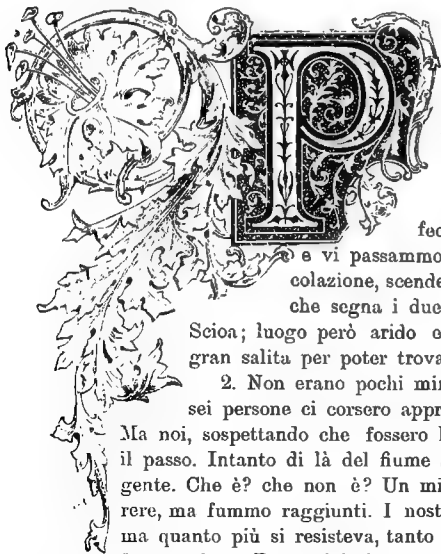 P
fec
e vi passammo
colazione, scende
che segna i due
Scioa; luogo però arido e
gran salita per poter trova
2. Non erano pochi mi
sei persone ci corsero appr
Ma noi, sospettando che fossero
il passo. Intanto di là del fiume
gente. Che è? che non è? Un mi
rere, ma fummo raggiunti. I nost
ma quanto più si resisteva, tanto